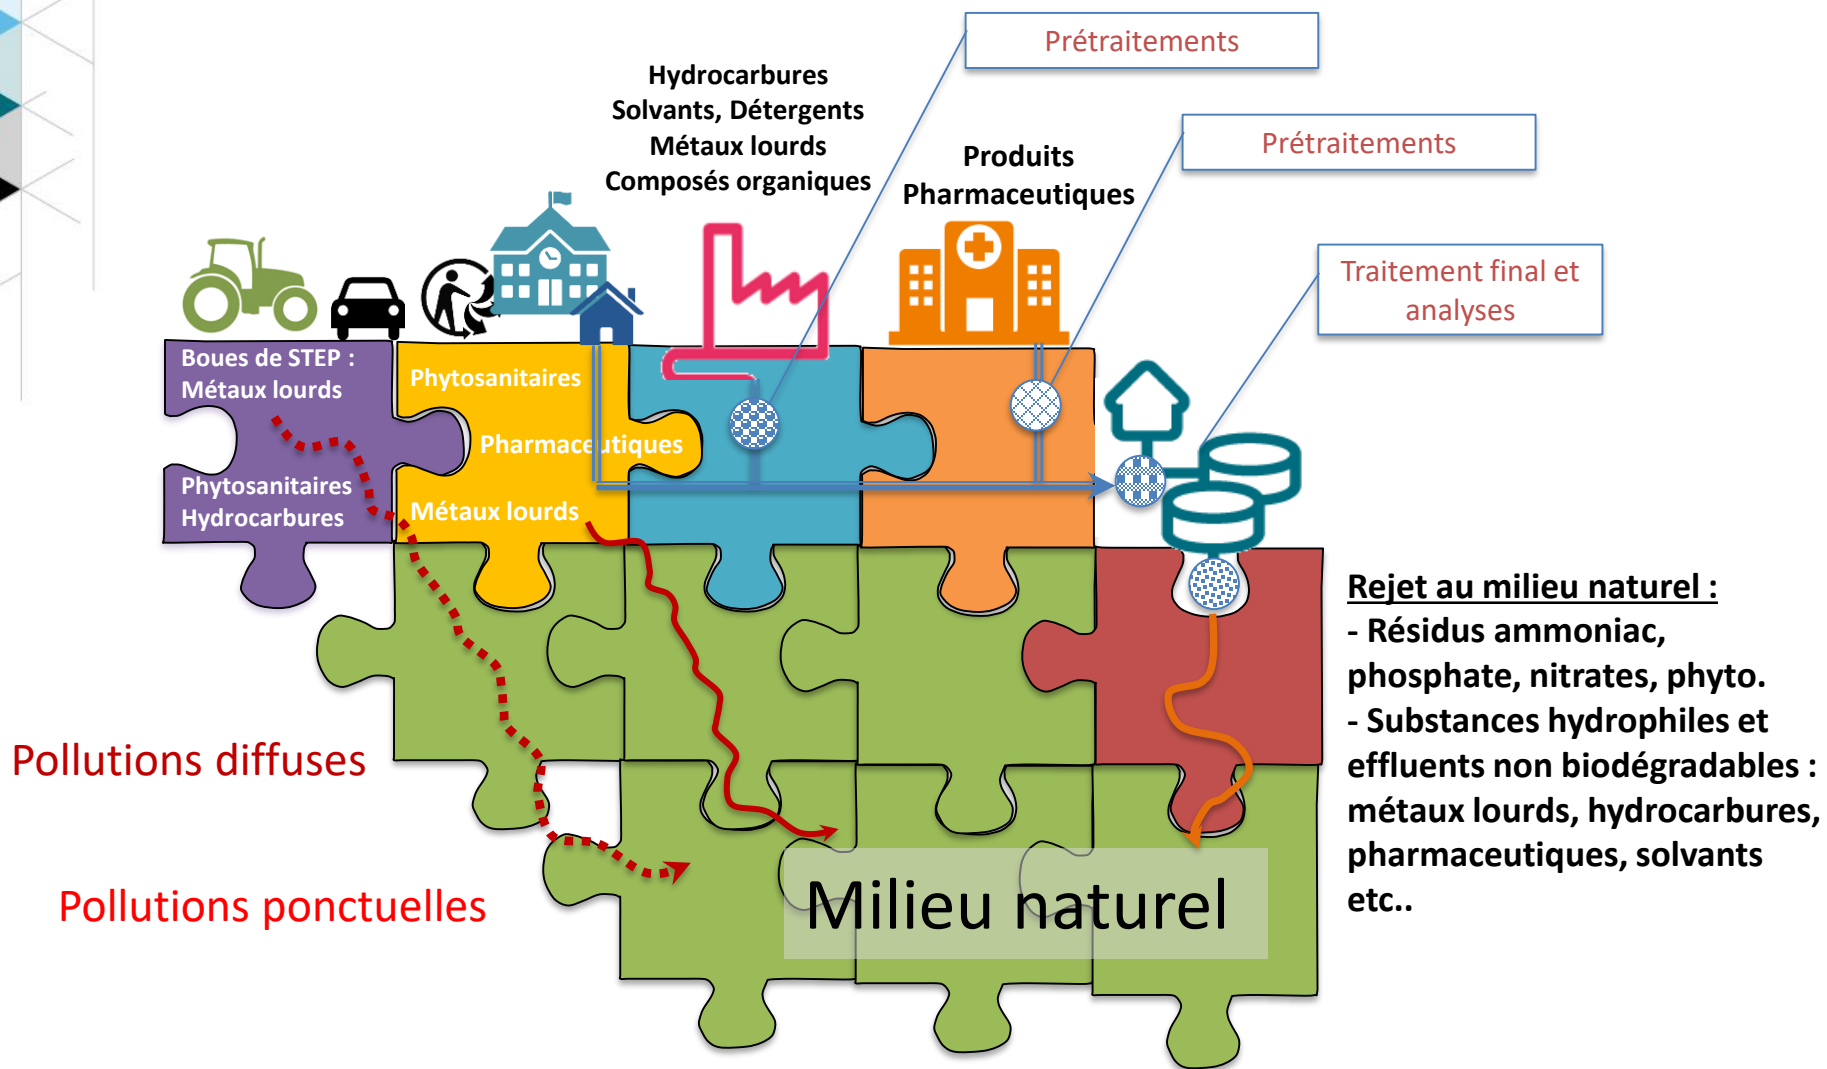 Prétraitements
Hydrocarbures
Solvants, Détergents
Métaux lourds
Composés organiques
Prétraitements
Produits
Pharmaceutiques
Traitement final et
analyses
Boues de STEP :
Métaux lourds
Phytosanitaires
Hydrocarbures
Phytosanitaires
Pharmaceutiques
Métaux lourds
Rejet au milieu naturel :
- Résidus ammoniac,
phosphate, nitrates, phyto.
- Substances hydrophiles et
effluents non biodégradables :
métaux lourds, hydrocarbures,
pharmaceutiques, solvants
etc..
Pollutions diffuses
Pollutions ponctuelles
Milieu naturel